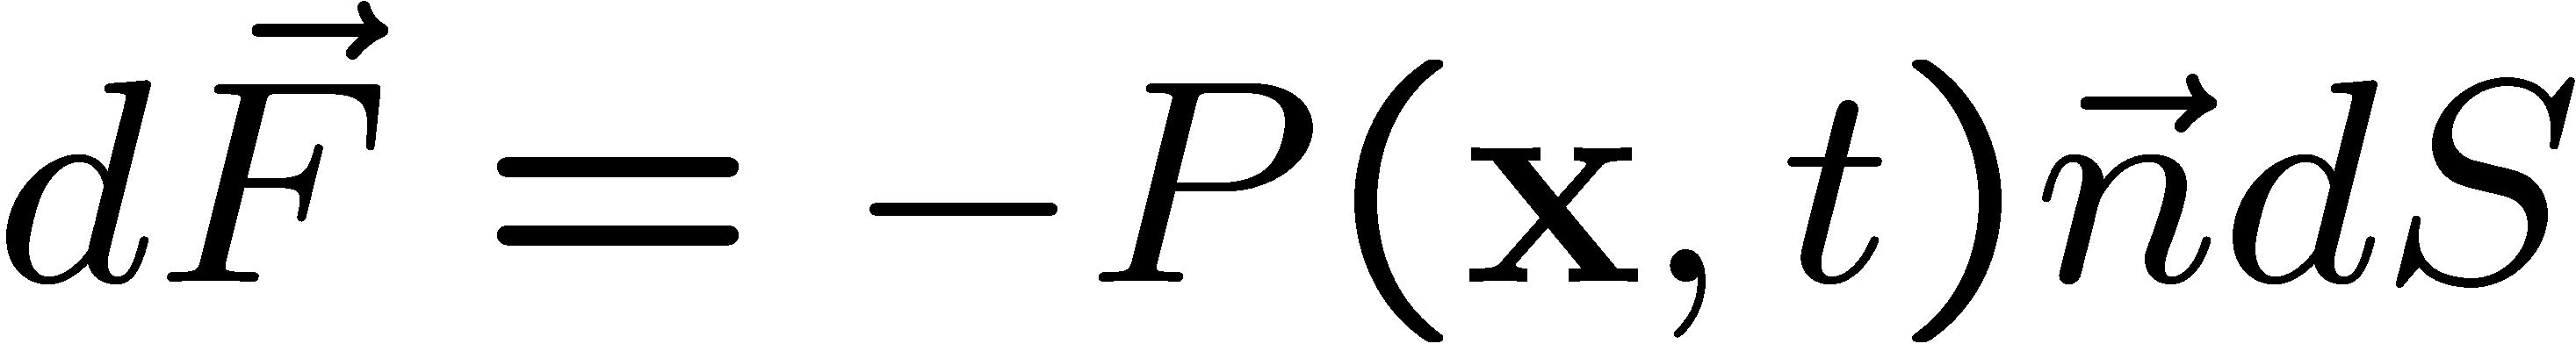 $d\vec{F} = -P(\mathbf{x}, t)\vec{n}dS$